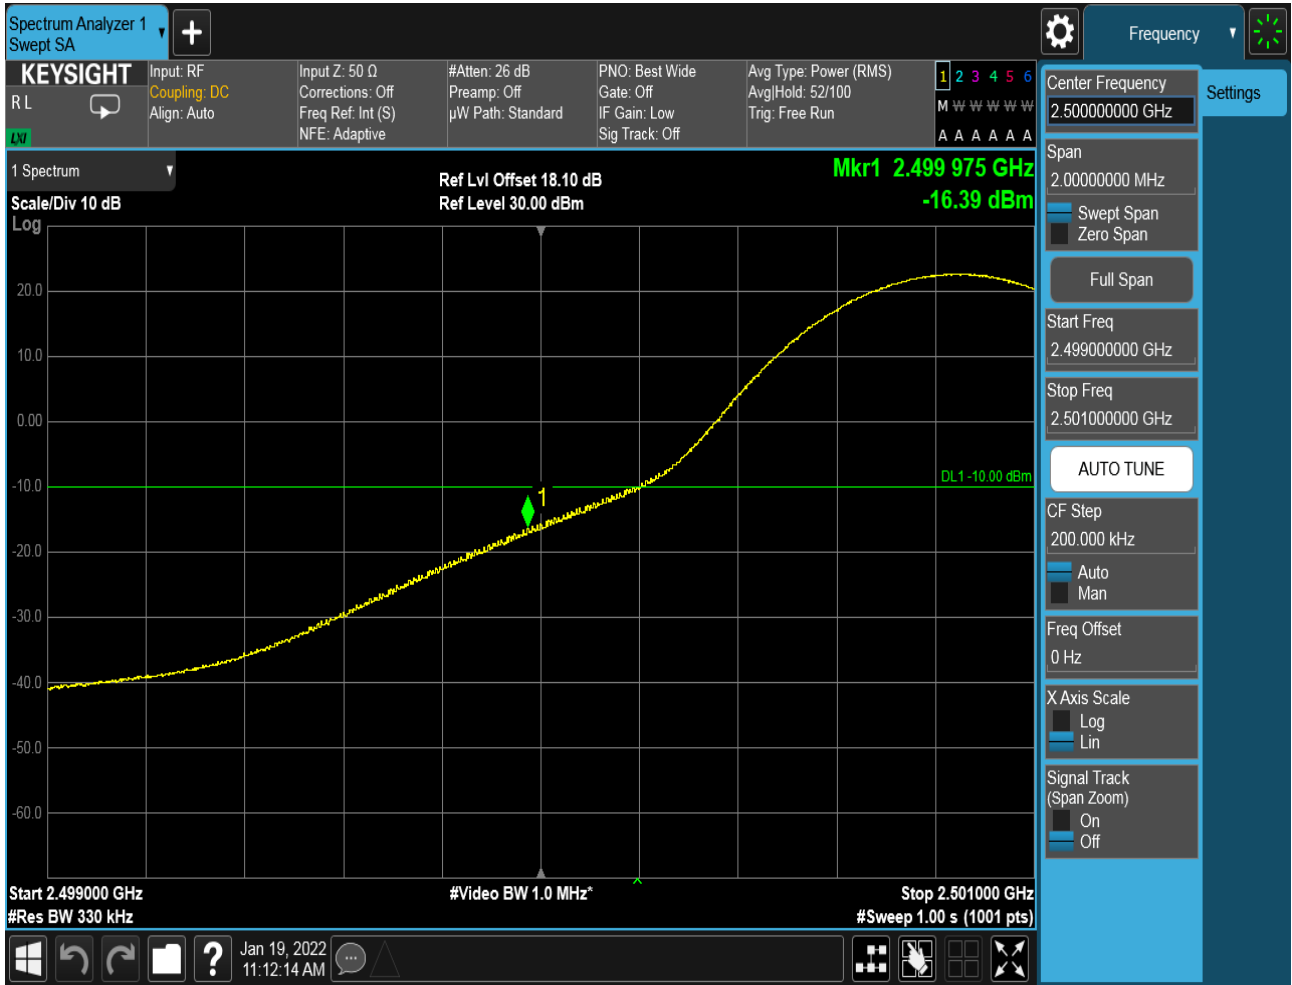 Spectrum Analyzer 1
Swept SA
Frequency
KEYSIGHT
R L
LXI
Input: RF
Coupling: DC
Align: Auto
Input Z: 50 Ω
Corrections: Off
Freq Ref: Int (S)
NFE: Adaptive
#Atten: 26 dB
Preamp: Off
µW Path: Standard
PNO: Best Wide
Gate: Off
IF Gain: Low
Sig Track: Off
Avg Type: Power (RMS)
Avg|Hold: 52/100
Trig: Free Run
1 2 3 4 5 6
M W W W W W
A A A A A A
1 Spectrum
Scale/Div 10 dB
Log
Ref Lvl Offset 18.10 dB
Ref Level 30.00 dBm
Mkr1 2.499 975 GHz
-16.39 dBm
20.0
10.0
0.00
-10.0
-20.0
-30.0
-40.0
-50.0
-60.0
DL1 -10.00 dBm
1
Start 2.499000 GHz
#Res BW 330 kHz
#Video BW 1.0 MHz*
Stop 2.501000 GHz
#Sweep 1.00 s (1001 pts)
Center Frequency
2.500000000 GHz
Settings
Span
2.00000000 MHz
Swept Span
Zero Span
Full Span
Start Freq
2.499000000 GHz
Stop Freq
2.501000000 GHz
AUTO TUNE
CF Step
200.000 kHz
Auto
Man
Freq Offset
0 Hz
X Axis Scale
Log
Lin
Signal Track
(Span Zoom)
On
Off
?
Jan 19, 2022
11:12:14 AM